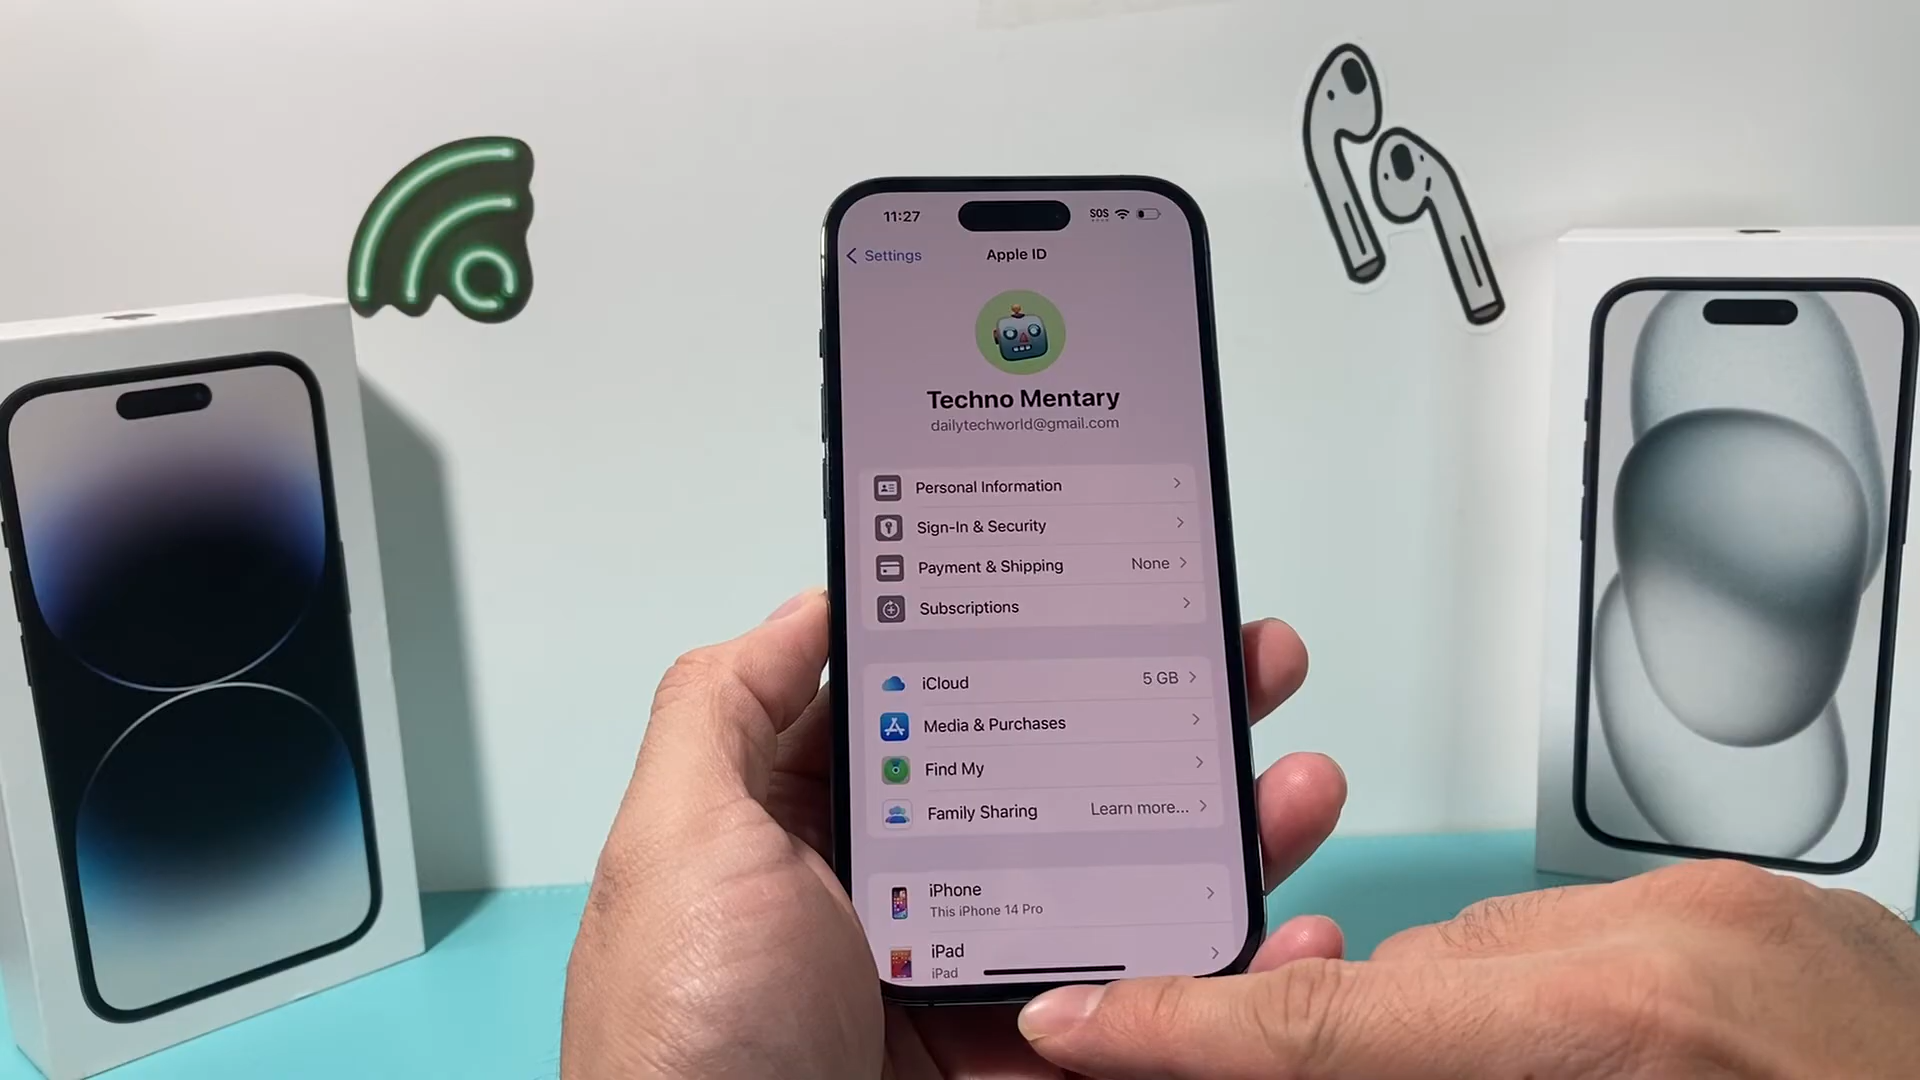 11:27
SOS
Settings
Apple ID
Techno Mentary
dailytechworld@gmail.com
Personal Information
Sign-In & Security
Payment & Shipping None
Subscriptions
iCloud 5 GB
Media & Purchases
Find My
Family Sharing Learn more...
iPhone
This iPhone 14 Pro
iPad
iPad